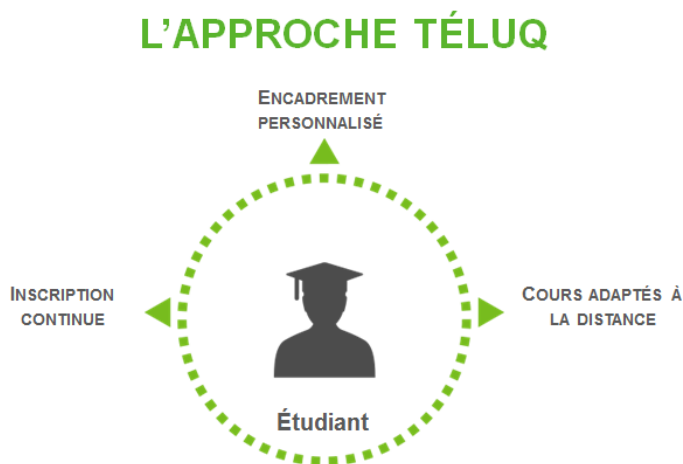 L'APPROCHE TÉLUQ
ENCADREMENT
PERSONNALISÉ
INSCRIPTION
CONTINUE
COURS ADAPTÉS À
LA DISTANCE
Étudiant